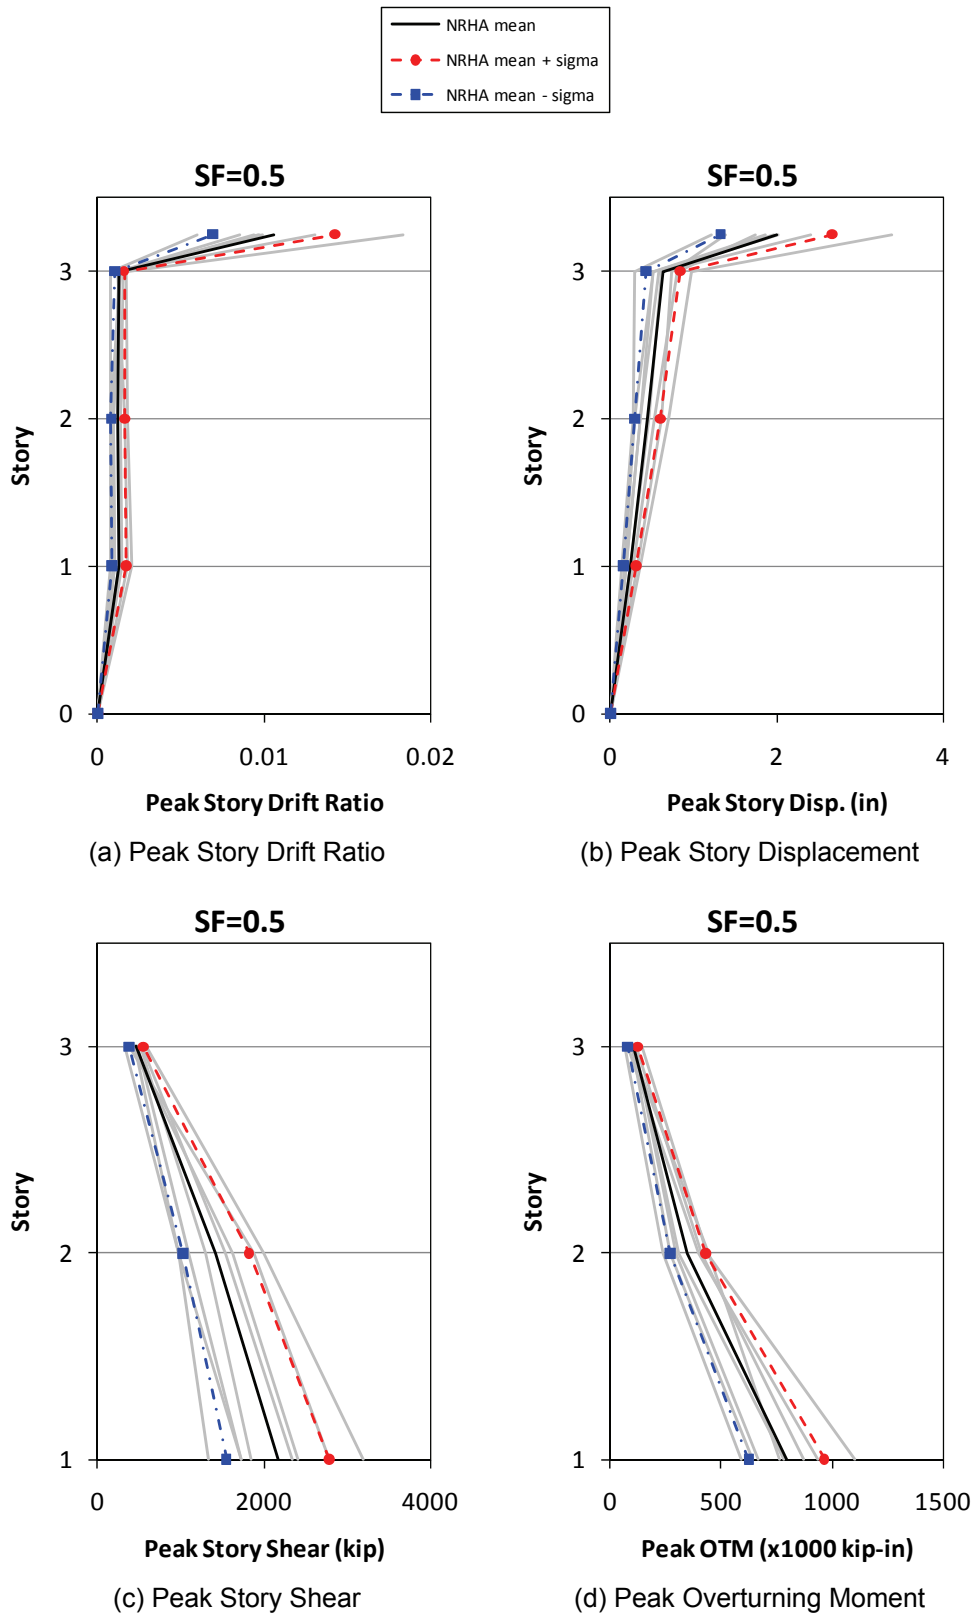 NRHA mean
NRHA mean + sigma
NRHA mean - sigma
SF=0.5
3
2
1
0
Story
0
0.01
0.02
Peak Story Drift Ratio
(a) Peak Story Drift Ratio
SF=0.5
3
2
1
0
Story
0
2
4
Peak Story Disp. (in)
(b) Peak Story Displacement
SF=0.5
3
2
1
Story
0
2000
4000
Peak Story Shear (kip)
(c) Peak Story Shear
SF=0.5
3
2
1
Story
0
500
1000
1500
Peak OTM (x1000 kip-in)
(d) Peak Overturning Moment